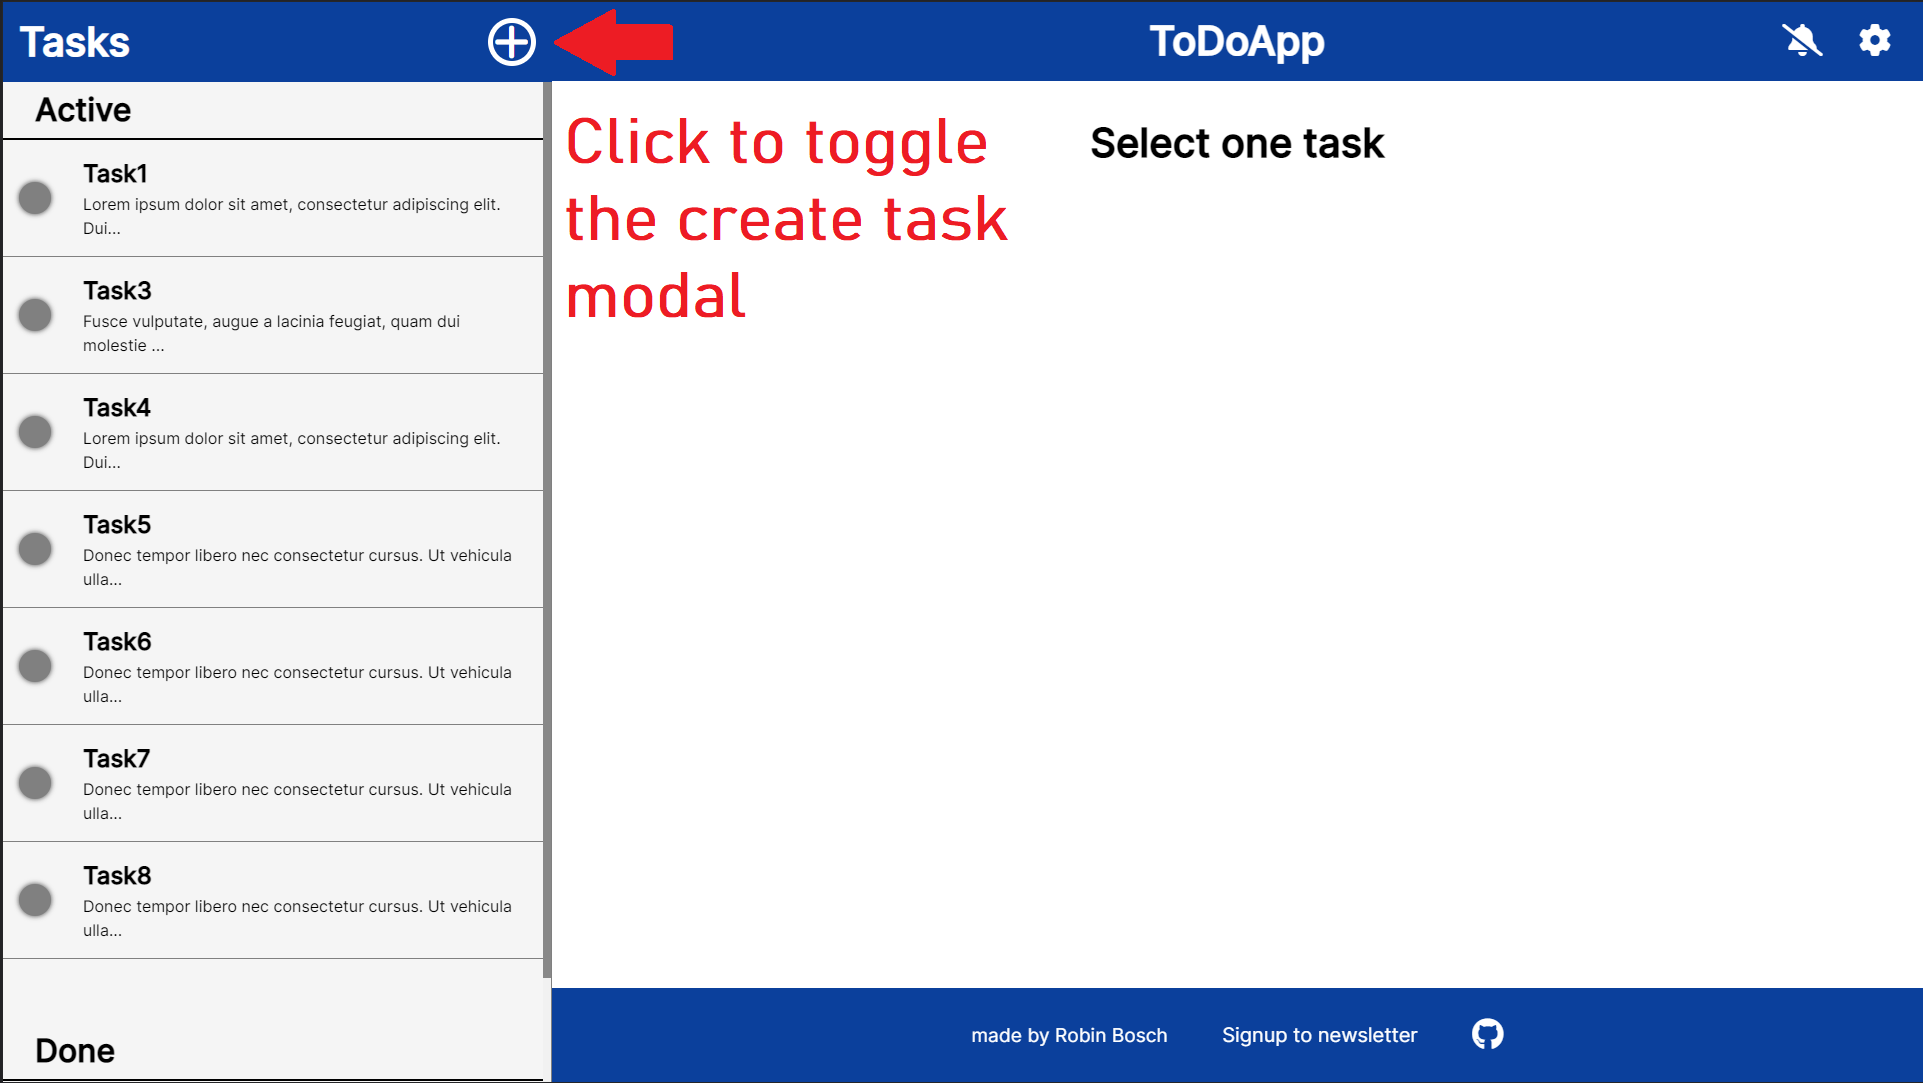 Tasks
ToDoApp
Active
Task1
Lorem ipsum dolor sit amet, consectetur adipiscing elit.
Dui...
Task3
Fusce vulputate, augue a lacinia feugiat, quam dui
molestie ...
Task4
Lorem ipsum dolor sit amet, consectetur adipiscing elit.
Dui...
Task5
Donec tempor libero nec consectetur cursus. Ut vehicula
ulla...
Task6
Donec tempor libero nec consectetur cursus. Ut vehicula
ulla...
Task7
Donec tempor libero nec consectetur cursus. Ut vehicula
ulla...
Task8
Donec tempor libero nec consectetur cursus. Ut vehicula
ulla...
Done
Click to toggle
the create task
modal
Select one task
made by Robin Bosch
Signup to newsletter